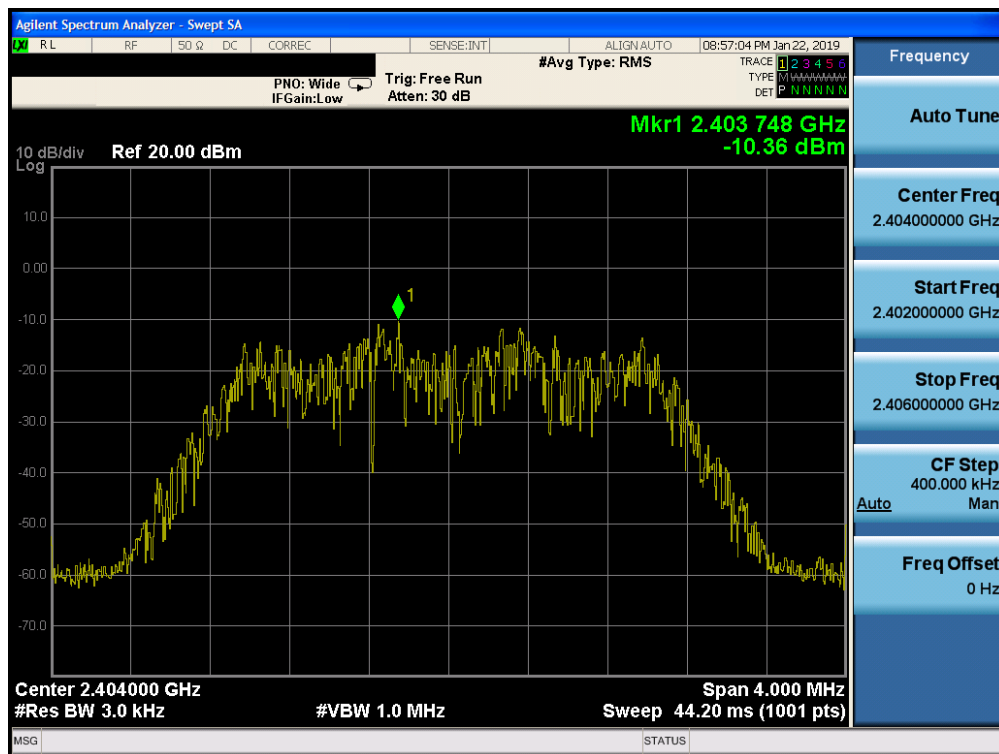 Agilent Spectrum Analyzer - Swept SA
LXI RL RF 50 Ω DC CORREC SENSE:INT ALIGN AUTO 08:57:04 PM Jan 22, 2019
#Avg Type: RMS
TRACE 1 2 3 4 5 6
TYPE M
DET P N N N N N
PNO: Wide
IFGain:Low
Trig: Free Run
Atten: 30 dB
Mkr1 2.403 748 GHz
-10.36 dBm
10 dB/div Ref 20.00 dBm
Log
10.0
0.00
-10.0
-20.0
-30.0
-40.0
-50.0
-60.0
-70.0
1
Center 2.404000 GHz
Span 4.000 MHz
#Res BW 3.0 kHz
#VBW 1.0 MHz
Sweep 44.20 ms (1001 pts)
MSG
STATUS
Frequency
Auto Tune
Center Freq
2.404000000 GHz
Start Freq
2.402000000 GHz
Stop Freq
2.406000000 GHz
CF Step
400.000 kHz
Auto Man
Freq Offset
0 Hz